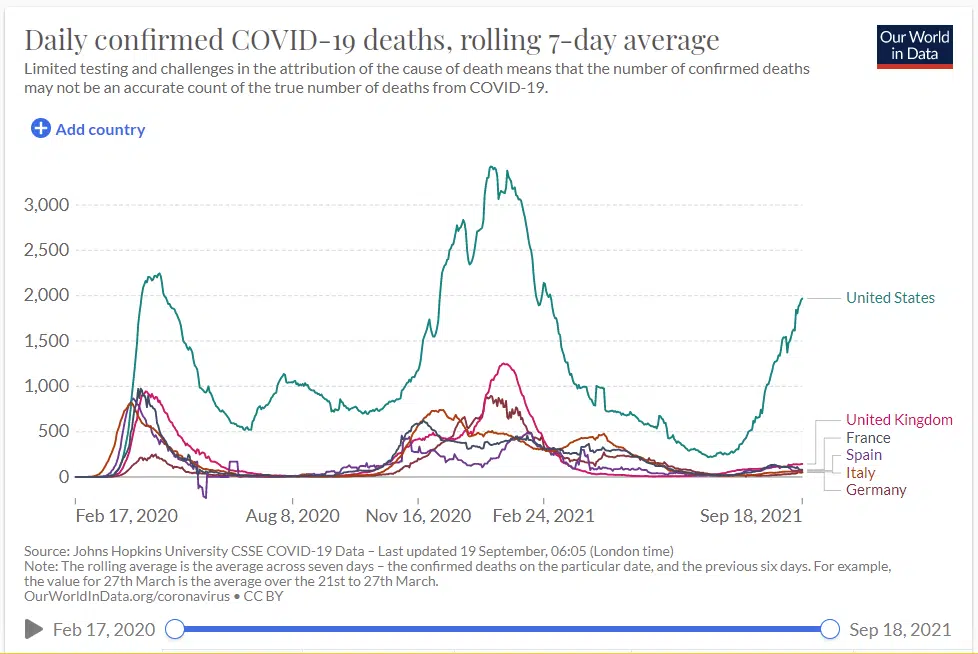 Daily confirmed COVID-19 deaths, rolling 7-day average
Our World
in Data
Limited testing and challenges in the attribution of the cause of death means that the number of confirmed deaths
may not be an accurate count of the true number of deaths from COVID-19.
Add country
3,000
2,500
2,000
1,500
1,000
500
0
United States
United Kingdom
France
Spain
Italy
Germany
Feb 17, 2020
Aug 8, 2020
Nov 16, 2020
Feb 24, 2021
Sep 18, 2021
Source: Johns Hopkins University CSSE COVID-19 Data – Last updated 19 September, 06:05 (London time)
Note: The rolling average is the average across seven days – the confirmed deaths on the particular date, and the previous six days. For example,
the value for 27th March is the average over the 21st to 27th March.
OurWorldInData.org/coronavirus • CC BY
Feb 17, 2020
Sep 18, 2021